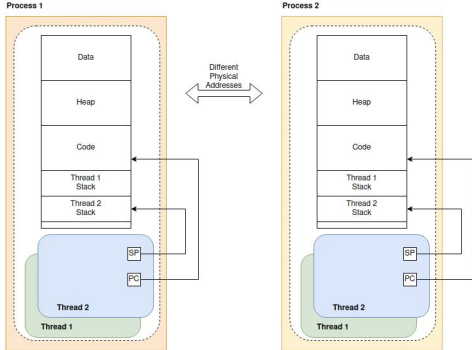 Process 1
Data
Heap
Code
Thread 1
Stack
Thread 2
Stack
SP
PC
Thread 2
Thread 1
Different
Physical
Addresses
Process 2
Data
Heap
Code
Thread 1
Stack
Thread 2
Stack
SP
PC
Thread 2
Thread 1